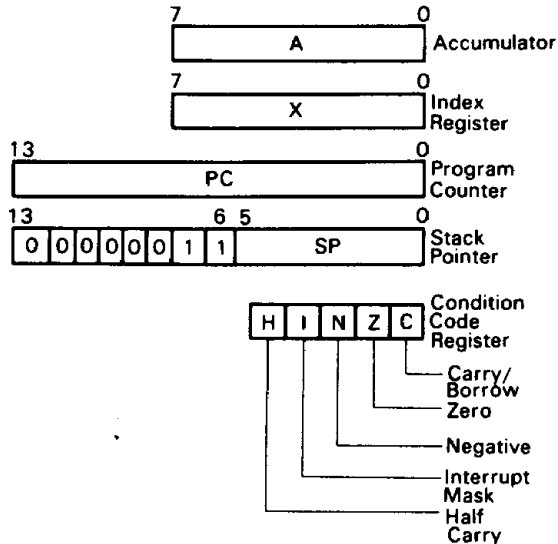 7 0
A
Accumulator
7 0
X
Index
Register
13 0
PC
Program
Counter
13 6 5 0
0 0 0 0 0 0 1 1 SP
Stack
Pointer
H I N Z C
Condition
Code
Register
Carry/
Borrow
Zero
Negative
Interrupt
Mask
Half
Carry